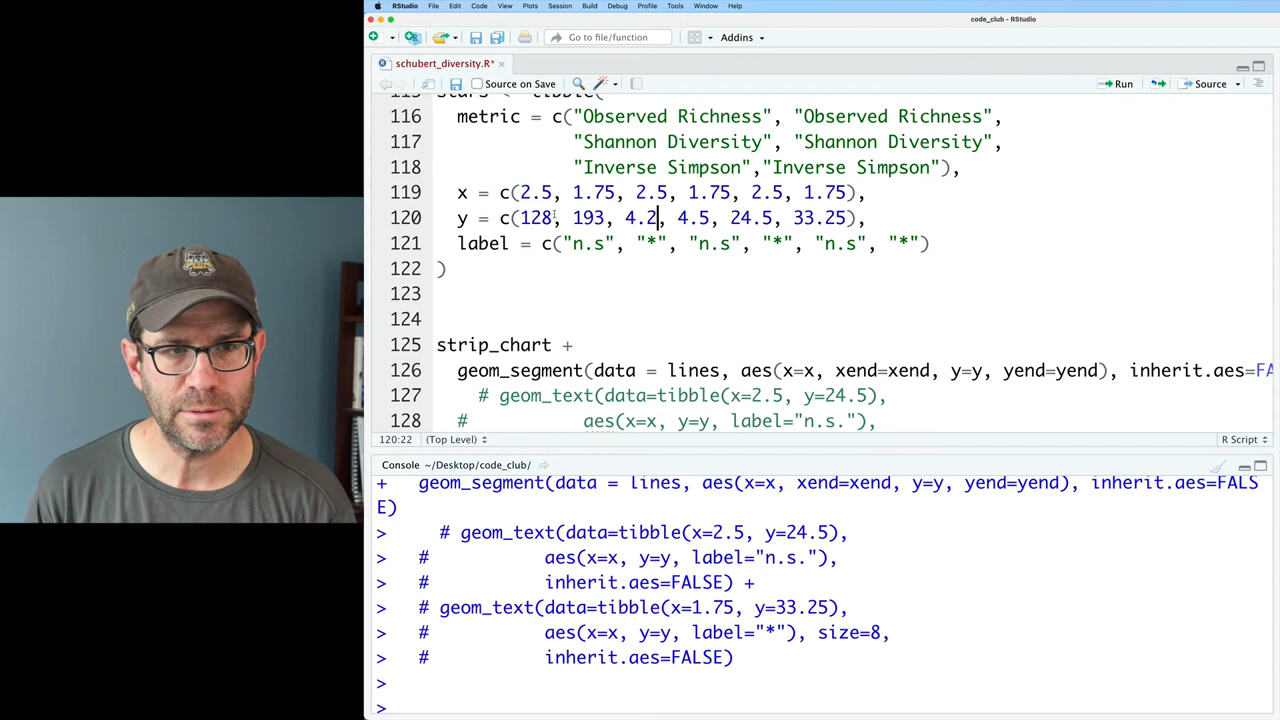 RStudio File Edit Code View Plots Session Build Debug Profile Tools Window Help
code_club - RStudio
Go to file/function Addins
schubert_diversity.R*
Source on Save Run Source
116 metric = c("Observed Richness", "Observed Richness",
117 "Shannon Diversity", "Shannon Diversity",
118 "Inverse Simpson","Inverse Simpson"),
119 x = c(2.5, 1.75, 2.5, 1.75, 2.5, 1.75),
120 y = c(128, 193, 4.2, 4.5, 24.5, 33.25),
121 label = c("n.s", "*", "n.s", "*", "n.s", "*")
122 )
123
124
125 strip_chart +
126 geom_segment(data = lines, aes(x=x, xend=xend, y=y, yend=yend), inherit.aes=FA
127 # geom_text(data=tibble(x=2.5, y=24.5),
128 # aes(x=x, y=y, label="n.s."),
120:22 (Top Level) R Script
Console ~/Desktop/code_club/
+ geom_segment(data = lines, aes(x=x, xend=xend, y=y, yend=yend), inherit.aes=FALS
E)
> # geom_text(data=tibble(x=2.5, y=24.5),
> # aes(x=x, y=y, label="n.s."),
> # inherit.aes=FALSE) +
> # geom_text(data=tibble(x=1.75, y=33.25),
> # aes(x=x, y=y, label="*"), size=8,
> # inherit.aes=FALSE)
>
>